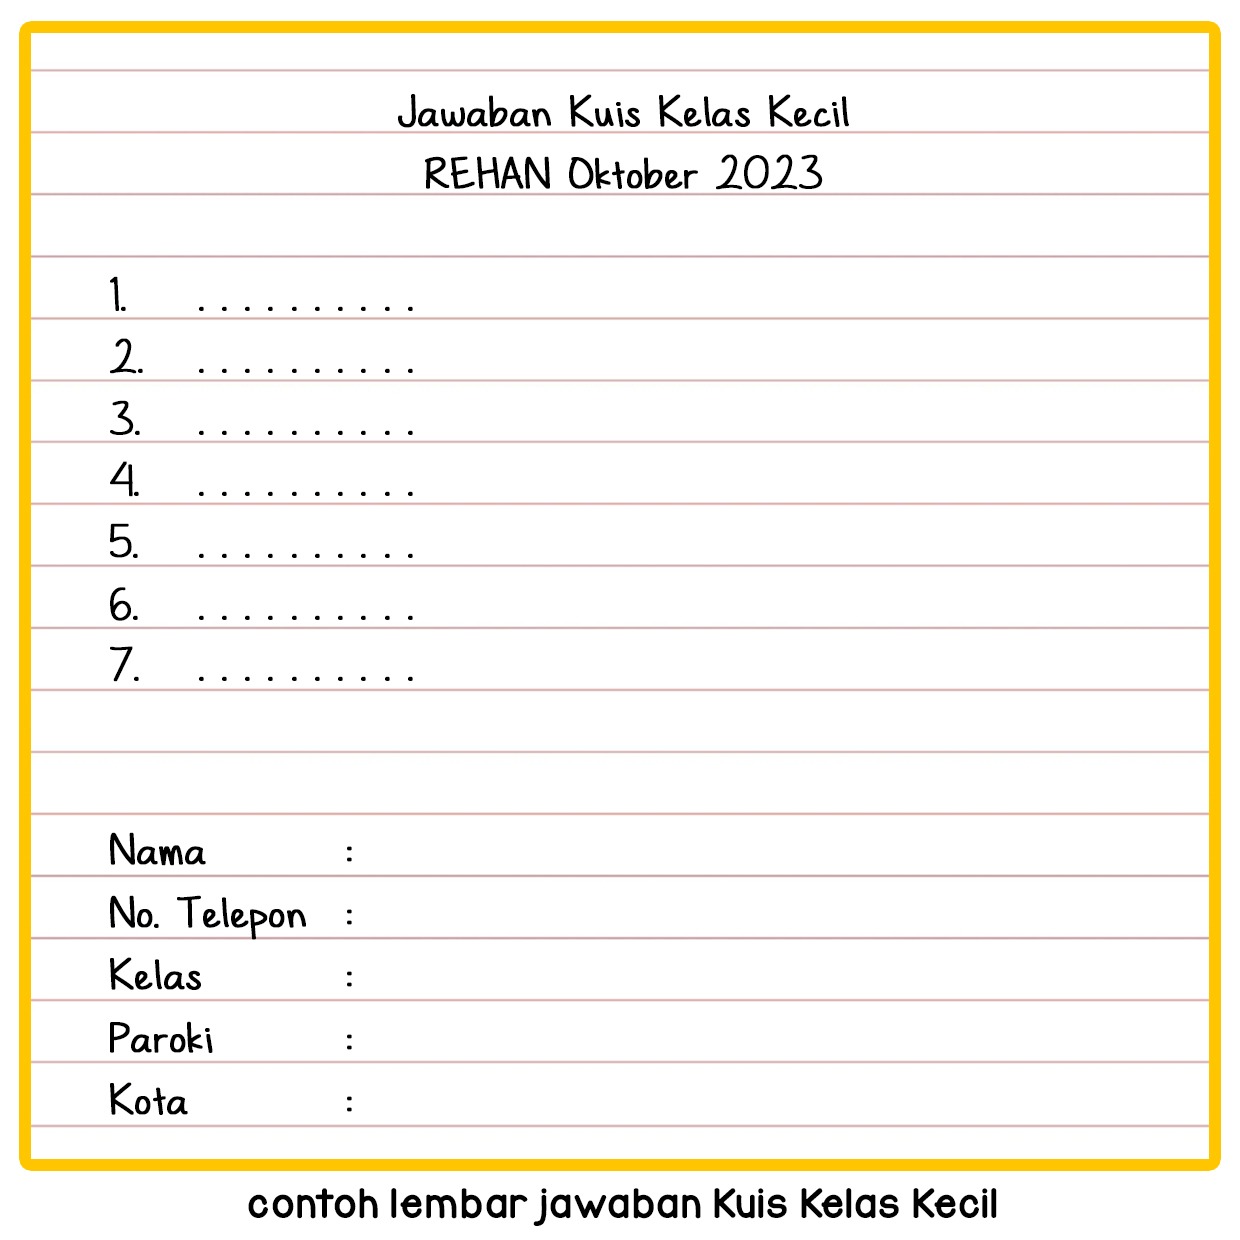 Jawaban Kuis Kelas Kecil
REHAN Oktober 2023
1. . . . . . . . . . .
2. . . . . . . . . . .
3. . . . . . . . . . .
4. . . . . . . . . . .
5. . . . . . . . . . .
6. . . . . . . . . . .
7. . . . . . . . . . .
Nama :
No. Telepon :
Kelas :
Paroki :
Kota :
contoh lembar jawaban Kuis Kelas Kecil